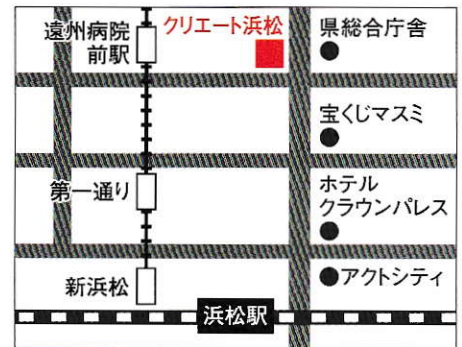 遠州病院
前駅
クリエート浜松
県総合庁舎
宝くじマスミ
第一通り
ホテル
クラウンパレス
新浜松
アクトシティ
浜松駅